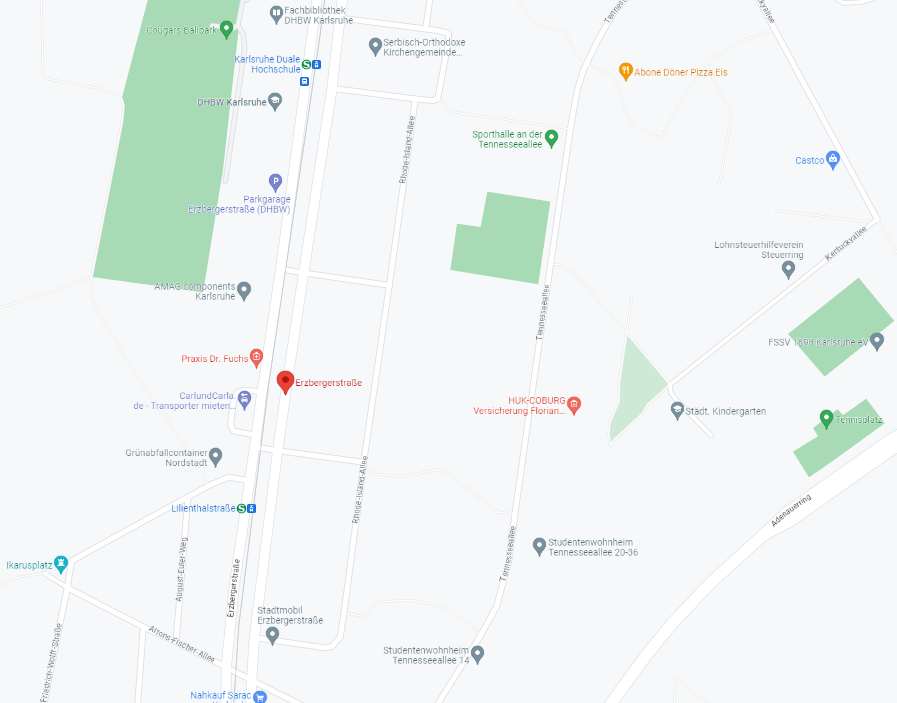 Fachbibliothek
DHBW Karlsruhe
Cougars Ballpark
Serbisch-Orthodoxe
Kirchengemeinde...
Karlsruhe Duale
Hochschule
Tennesseeallee
Abone Döner Pizza Eis
DHBW Karlsruhe
Rhode-Island-Allee
Sporthalle an der
Tennesseeallee
Castco
Parkgarage
Erzbergerstraße (DHBW)
Kentuckyallee
Lohnsteuerhilfeverein
Steuerring
AMAG components
Karlsruhe
Tennesseeallee
FSSV 1898 Karlsruhe eV
Praxis Dr. Fuchs
Erzbergerstraße
CarlundCarla.
de - Transporter mieten...
HUK-COBURG
Versicherung Florian...
Städt. Kindergarten
Tennisplatz
Grünabfallcontainer
Nordstadt
Rhode-Island-Allee
Lilienthalstraße
Adenauerring
August-Euler-Weg
Tennesseeallee
Studentenwohnheim
Tennesseeallee 20-36
Ikarusplatz
Erzbergerstraße
Stadtmobil
Erzbergerstraße
Friedrich-Wolff-Straße
Alfons-Fischer-Allee
Studentenwohnheim
Tennesseeallee 14
Nahkauf Sarac